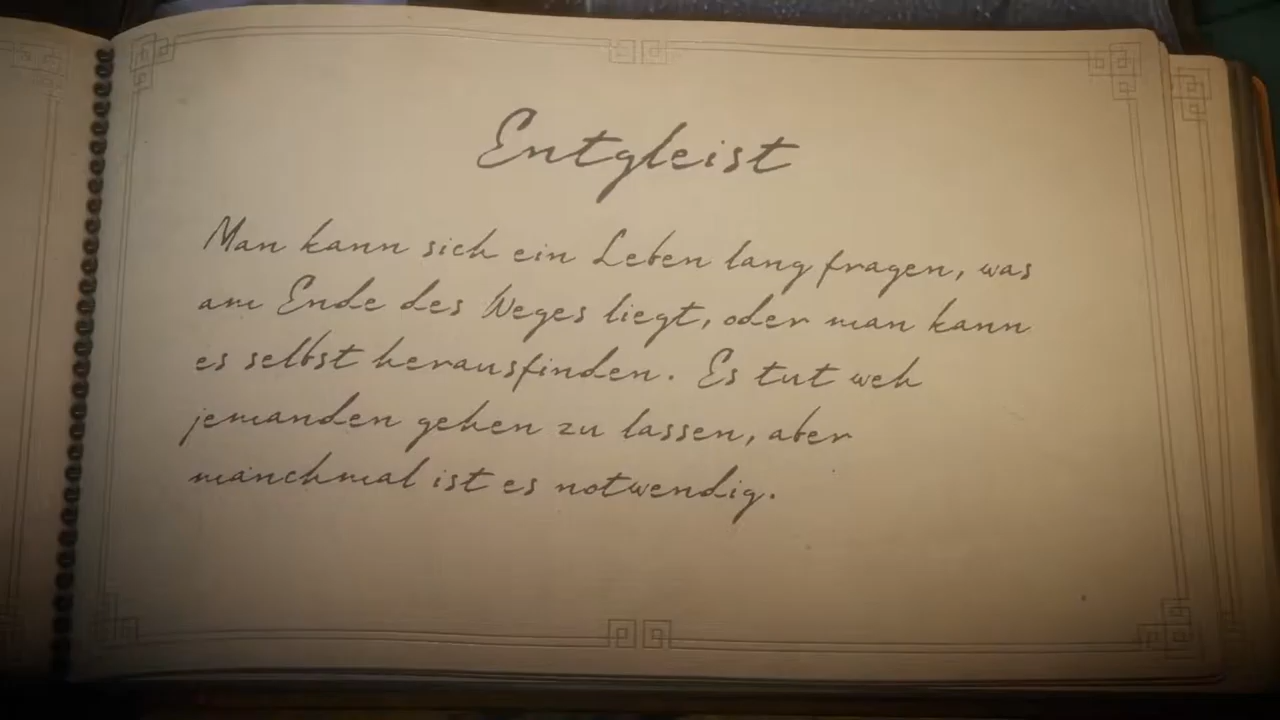 Entgleist
Man kann sich ein Leben lang fragen, was
am Ende des Weges liegt, oder man kann
es selbst herausfinden. Es tut weh
jemanden gehen zu lassen, aber
manchmal ist es notwendig.